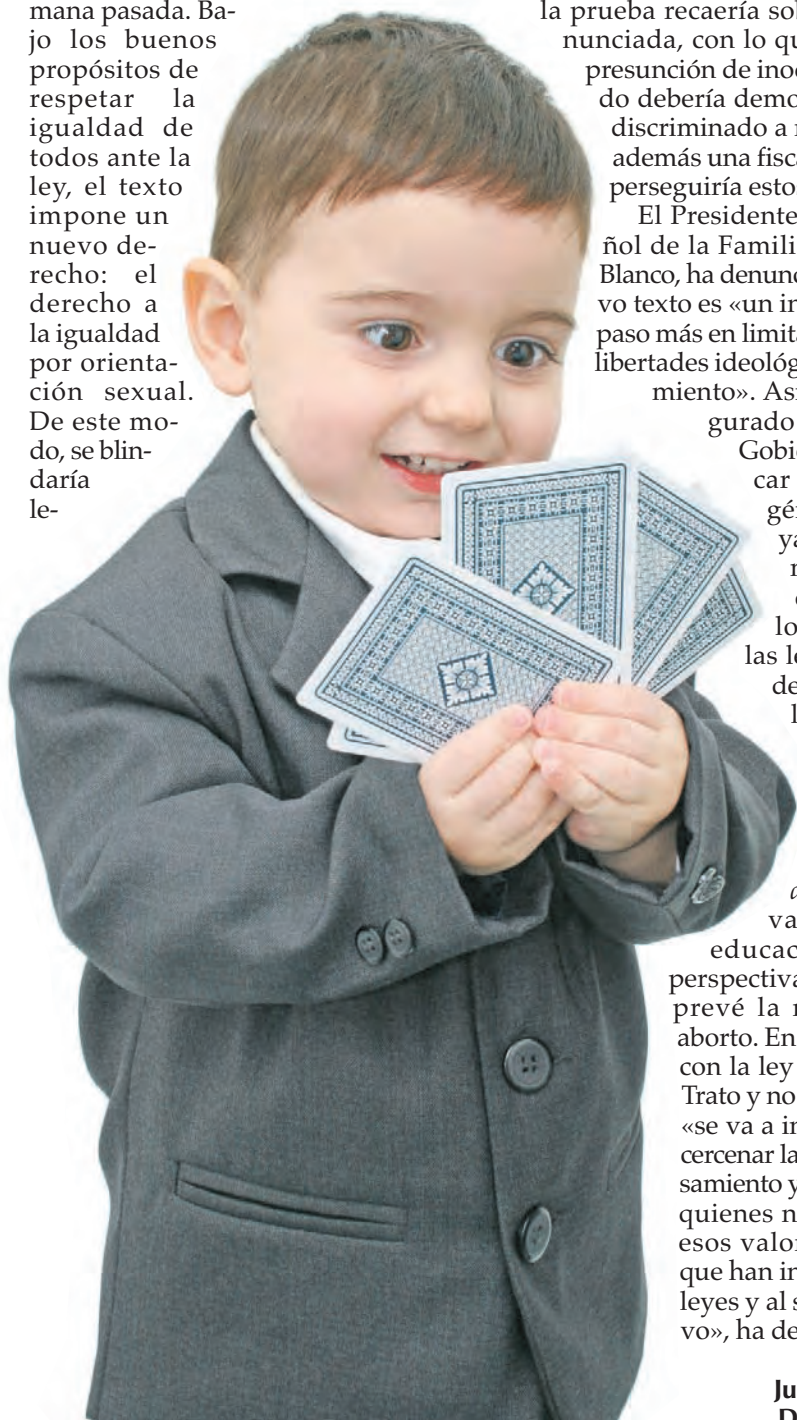 mana pasada. Ba-
jo los buenos
propósitos de
respetar la
igualdad de
todos ante la
ley, el texto
impone un
nuevo de-
recho: el
derecho a
la igualdad
por orienta-
ción sexual.
De este mo-
do, se blin-
daría
le-
la prueba recaería sob
nunciada, con lo qu
presunción de inoc
do debería demo
discriminado a n
además una fisca
perseguiría esto
El Presidente
ñol de la Famili
Blanco, ha denunc
vo texto es «un in
paso más en limita
libertades ideológ
miento». Asi
gurado
Gobie
car
gén
ya
lo
las le
de
l
va
educac
perspectiva
prevé la r
aborto. En
con la ley
Trato y no
«se va a in
cercenar la
samiento y
quienes n
esos valor
que han in
leyes y al s
vo», ha de
Ju
D